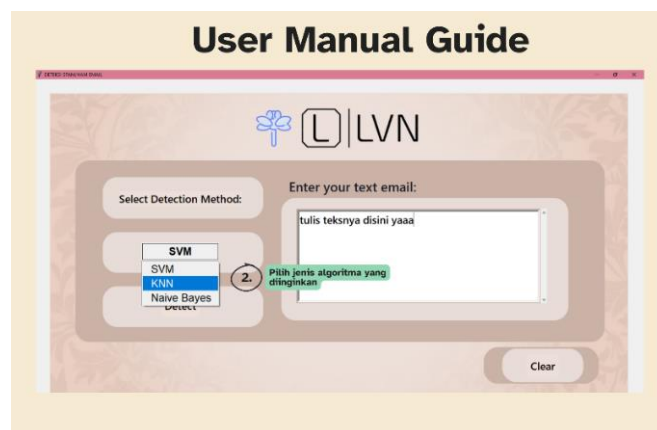 User Manual Guide
L LVN
Select Detection Method:
Enter your text email:
tulis teksnya disini yaaa
SVM
SVM
KNN
Naive Bayes
2.
Pilih jenis algoritma yang
diinginkan
Detect
Clear